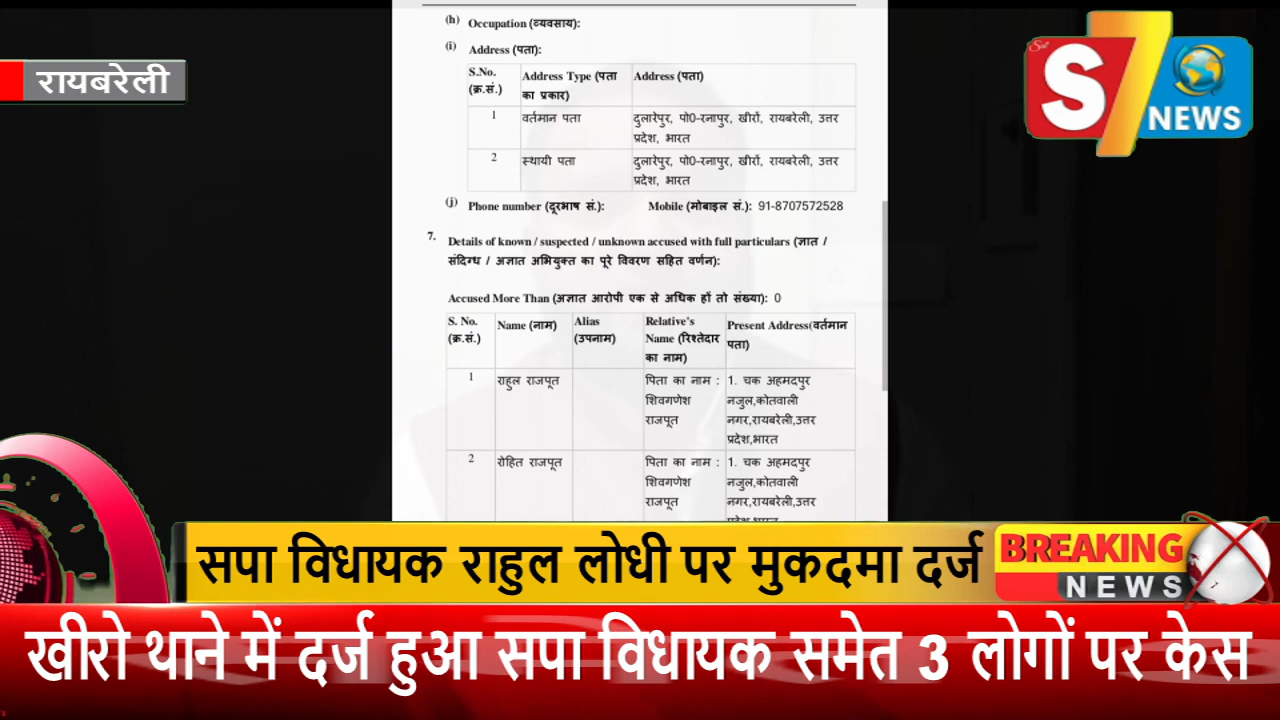 रायबरेली
Sat
S7
NEWS
(h) Occupation (व्यवसाय):
(i) Address (पता):
S.No. Address Type (पता Address (पता)
(क्र.सं.) का प्रकार)
1 वर्तमान पता दुलारेपुर, पो0-रनापुर, खीरों, रायबरेली, उत्तर
प्रदेश, भारत
2 स्थायी पता दुलारेपुर, पो0-रनापुर, खीरों, रायबरेली, उत्तर
प्रदेश, भारत
(j) Phone number (दूरभाष सं.): Mobile (मोबाइल सं.): 91-8707572528
7. Details of known / suspected / unknown accused with full particulars (ज्ञात /
संदिग्ध / अज्ञात अभियुक्त का पूरे विवरण सहित वर्णन):
Accused More Than (अज्ञात आरोपी एक से अधिक हों तो संख्या): 0
S. No. Name (नाम) Alias Relative's Present Address(वर्तमान
(क्र.सं.) (उपनाम) Name (रिश्तेदार पता)
का नाम)
1 राहुल राजपूत पिता का नाम : 1. चक अहमदपुर
शिवगणेश नजुल,कोतवाली
राजपूत नगर,रायबरेली,उत्तर
प्रदेश,भारत
2 रोहित राजपूत पिता का नाम : 1. चक अहमदपुर
शिवगणेश नजुल,कोतवाली
राजपूत नगर,रायबरेली,उत्तर
सपा विधायक राहुल लोधी पर मुकदमा दर्ज
BREAKING
NEWS
खीरो थाने में दर्ज हुआ सपा विधायक समेत 3 लोगों पर केस